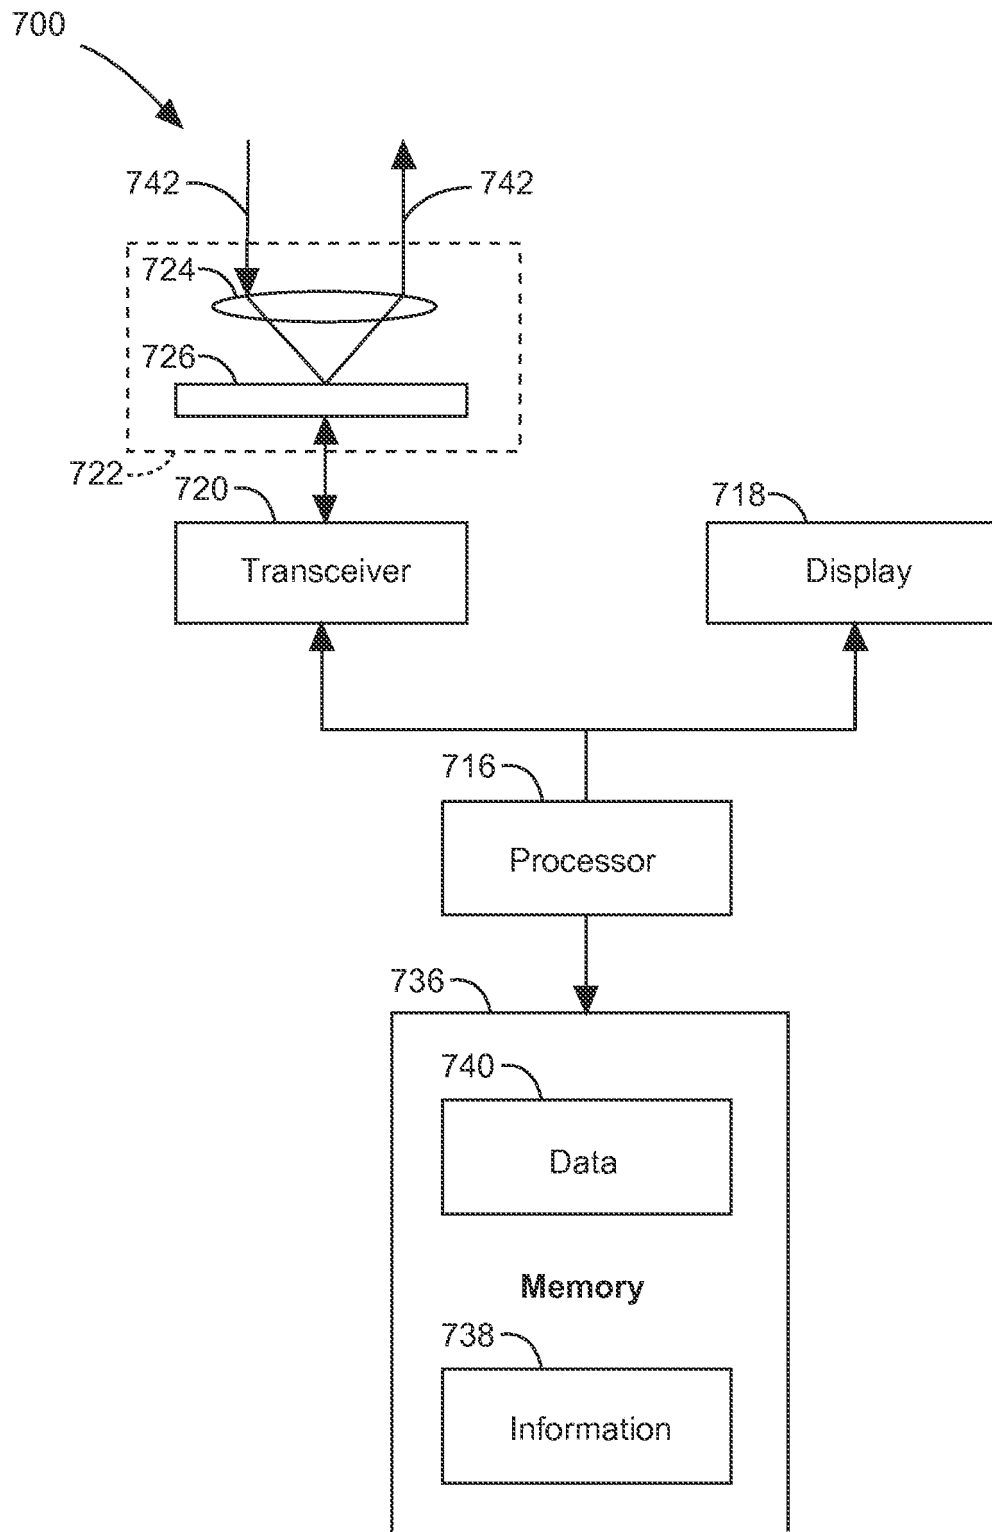 700
742
742
724
726
722
720
718
Transceiver
Display
716
Processor
736
740
Data
Memory
738
Information